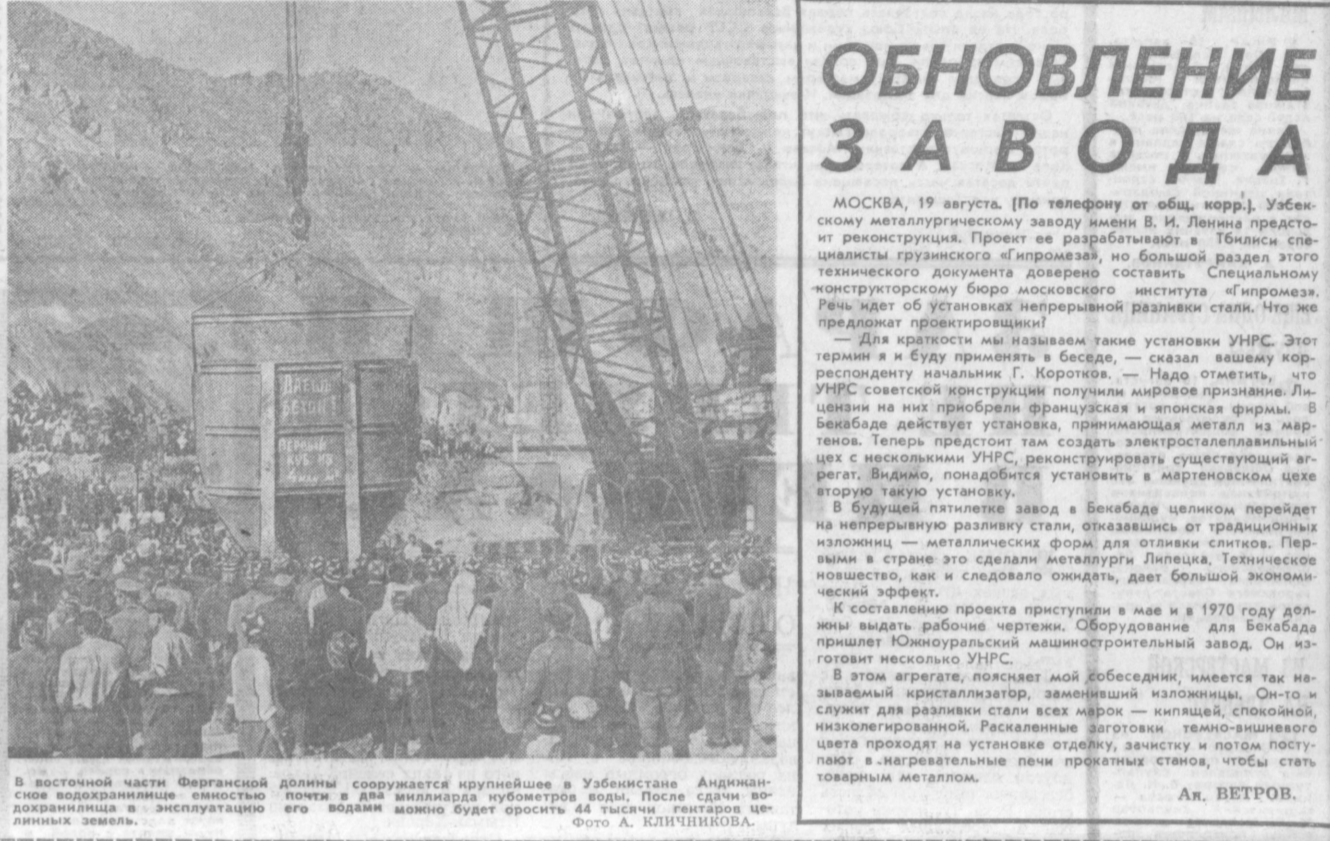 ДАЕШЬ
БЕТОН!
ПЕРВЫЙ
КУБ ИВ
В восточной части Ферганской долины сооружается крупнейшее в Узбекистане Андижан-
ское водохранилище емкостью почти в два миллиарда кубометров воды. После сдачи во-
дохранилища в эксплуатацию его водами можно будет оросить 44 тысячи гектаров це-
линных земель.
Фото А. КЛИЧНИКОВА.
ОБНОВЛЕНИЕ
ЗАВОДА
МОСКВА, 19 августа. [По телефону от общ. корр.]. Узбек-
скому металлургическому заводу имени В. И. Ленина предсто-
ит реконструкция. Проект ее разрабатывают в Тбилиси спе-
циалисты грузинского «Гипромеза», но большой раздел этого
технического документа доверено составить Специальному
конструкторскому бюро московского института «Гипромез».
Речь идет об установках непрерывной разливки стали. Что же
предложат проектировщики?
— Для краткости мы называем такие установки УНРС. Этот
термин я и буду применять в беседе, — сказал вашему кор-
респонденту начальник Г. Коротков. — Надо отметить, что
УНРС советской конструкции получили мировое признание. Ли-
цензии на них приобрели французская и японская фирмы. В
Бекабаде действует установка, принимающая металл из мар-
тенов. Теперь предстоит там создать электросталеплавильный
цех с несколькими УНРС, реконструировать существующий аг-
регат. Видимо, понадобится установить в мартеновском цехе
вторую такую установку.
В будущей пятилетке завод в Бекабаде целиком перейдет
на непрерывную разливку стали, отказавшись от традиционных
изложниц — металлических форм для отливки слитков. Пер-
выми в стране это сделали металлурги Липецка. Техническое
новшество, как и следовало ожидать, дает большой экономи-
ческий эффект.
К составлению проекта приступили в мае и в 1970 году дол-
жны выдать рабочие чертежи. Оборудование для Бекабада
пришлет Южноуральский машиностроительный завод. Он из-
готовит несколько УНРС.
В этом агрегате, поясняет мой собеседник, имеется так на-
зываемый кристаллизатор, заменивший изложницы. Он-то и
служит для разливки стали всех марок — кипящей, спокойной,
низколегированной. Раскаленные заготовки темно-вишневого
цвета проходят на установке отделку, зачистку и потом посту-
пают в нагревательные печи прокатных станов, чтобы стать
товарным металлом.
Ан. ВЕТРОВ.